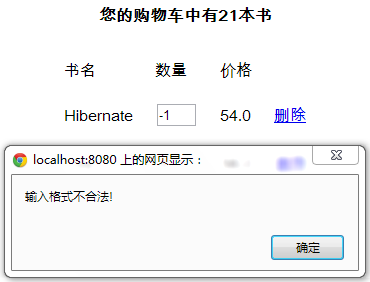 您的购物车中有21本书
书名 数量 价格
Hibernate -1 54.0 删除
localhost:8080 上的网页显示：
输入格式不合法!
确定